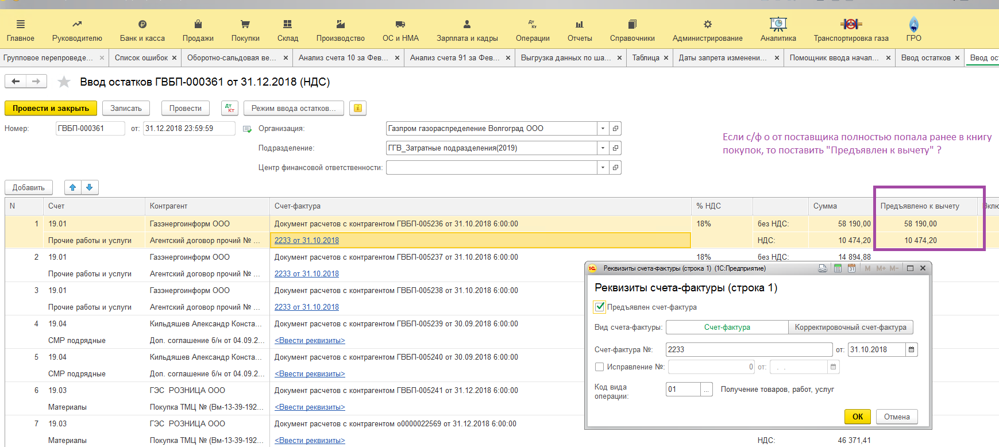 Главное Руководителю Банк и касса Продажи Покупки Склад Производство ОС и НМА Зарплата и кадры Операции Отчеты Справочники Администрирование Аналитика Транспортировка газа ГРО
Групповое перепроведе... Список ошибок Оборотно-сальдовая ве... Анализ счета 10 за Фев... Анализ счета 91 за Фев... Выгрузка данных по ша... Таблица Даты запрета изменени... Помощник ввода начал... Ввод остатков Ввод ос
Ввод остатков ГВБП-000361 от 31.12.2018 (НДС)
Провести и закрыть Записать Провести Дт Кт Режим ввода остатков...
Номер: ГВБП-000361 от: 31.12.2018 23:59:59 Организация: Газпром газораспределение Волгоград ООО
Подразделение: ГГВ_Затратные подразделения(2019)
Центр финансовой ответственности:
Если с/ф о от поставщика полностью попала ранее в книгу
покупок, то поставить "Предъявлен к вычету" ?
Добавить
N Счет Контрагент Счет-фактура % НДС Сумма Предъявлено к вычету Вклю
1 19.01 Газэнергоинформ ООО Документ расчетов с контрагентом ГВБП-005236 от 31.10.2018 6:00:00 18% без НДС: 58 190,00 58 190,00
Прочие работы и услуги Агентский договор прочий № ... 2233 от 31.10.2018 НДС: 10 474,20 10 474,20
2 19.01 Газэнергоинформ ООО Документ расчетов с контрагентом ГВБП-005237 от 31.10.2018 6:00:00 18% без НДС: 14 894,88
Прочие работы и услуги Агентский договор прочий № ... 2233 от 31.10.2018
3 19.01 Газэнергоинформ ООО Документ расчетов с контрагентом ГВБП-005238 от 31.10.2018 6:00:00
Прочие работы и услуги Агентский договор прочий № ... 2233 от 31.10.2018
4 19.04 Кильдяшев Александр Конста... Документ расчетов с контрагентом ГВБП-005239 от 30.09.2018 6:00:00
СМР подрядные Доп. соглашение б/н от 04.09.2... <Ввести реквизиты>
5 19.04 Кильдяшев Александр Конста... Документ расчетов с контрагентом ГВБП-005240 от 30.09.2018 6:00:00
СМР подрядные Доп. соглашение б/н от 04.09.2... <Ввести реквизиты>
6 19.03 ГЭС РОЗНИЦА ООО Документ расчетов с контрагентом ГВБП-005241 от 31.12.2018 6:00:00
Материалы Покупка ТМЦ № (Вм-13-39-192... <Ввести реквизиты>
7 19.03 ГЭС РОЗНИЦА ООО Документ расчетов с контрагентом о0000022569 от 31.12.2018 6:00:00
Материалы Покупка ТМЦ № (Вм-13-39-192... <Ввести реквизиты> НДС: 46 371,41
Реквизиты счета-фактуры (строка 1) (1С:Предприятие) M M+ M-
Реквизиты счета-фактуры (строка 1)
Предъявлен счет-фактура
Вид счета-фактуры: Счет-фактура Корректировочный счет-фактура
Счет-фактура №: 2233 от: 31.10.2018
Исправление №: 0 от: . .
Код вида
операции: 01 ... Получение товаров, работ, услуг
ОК Отмена